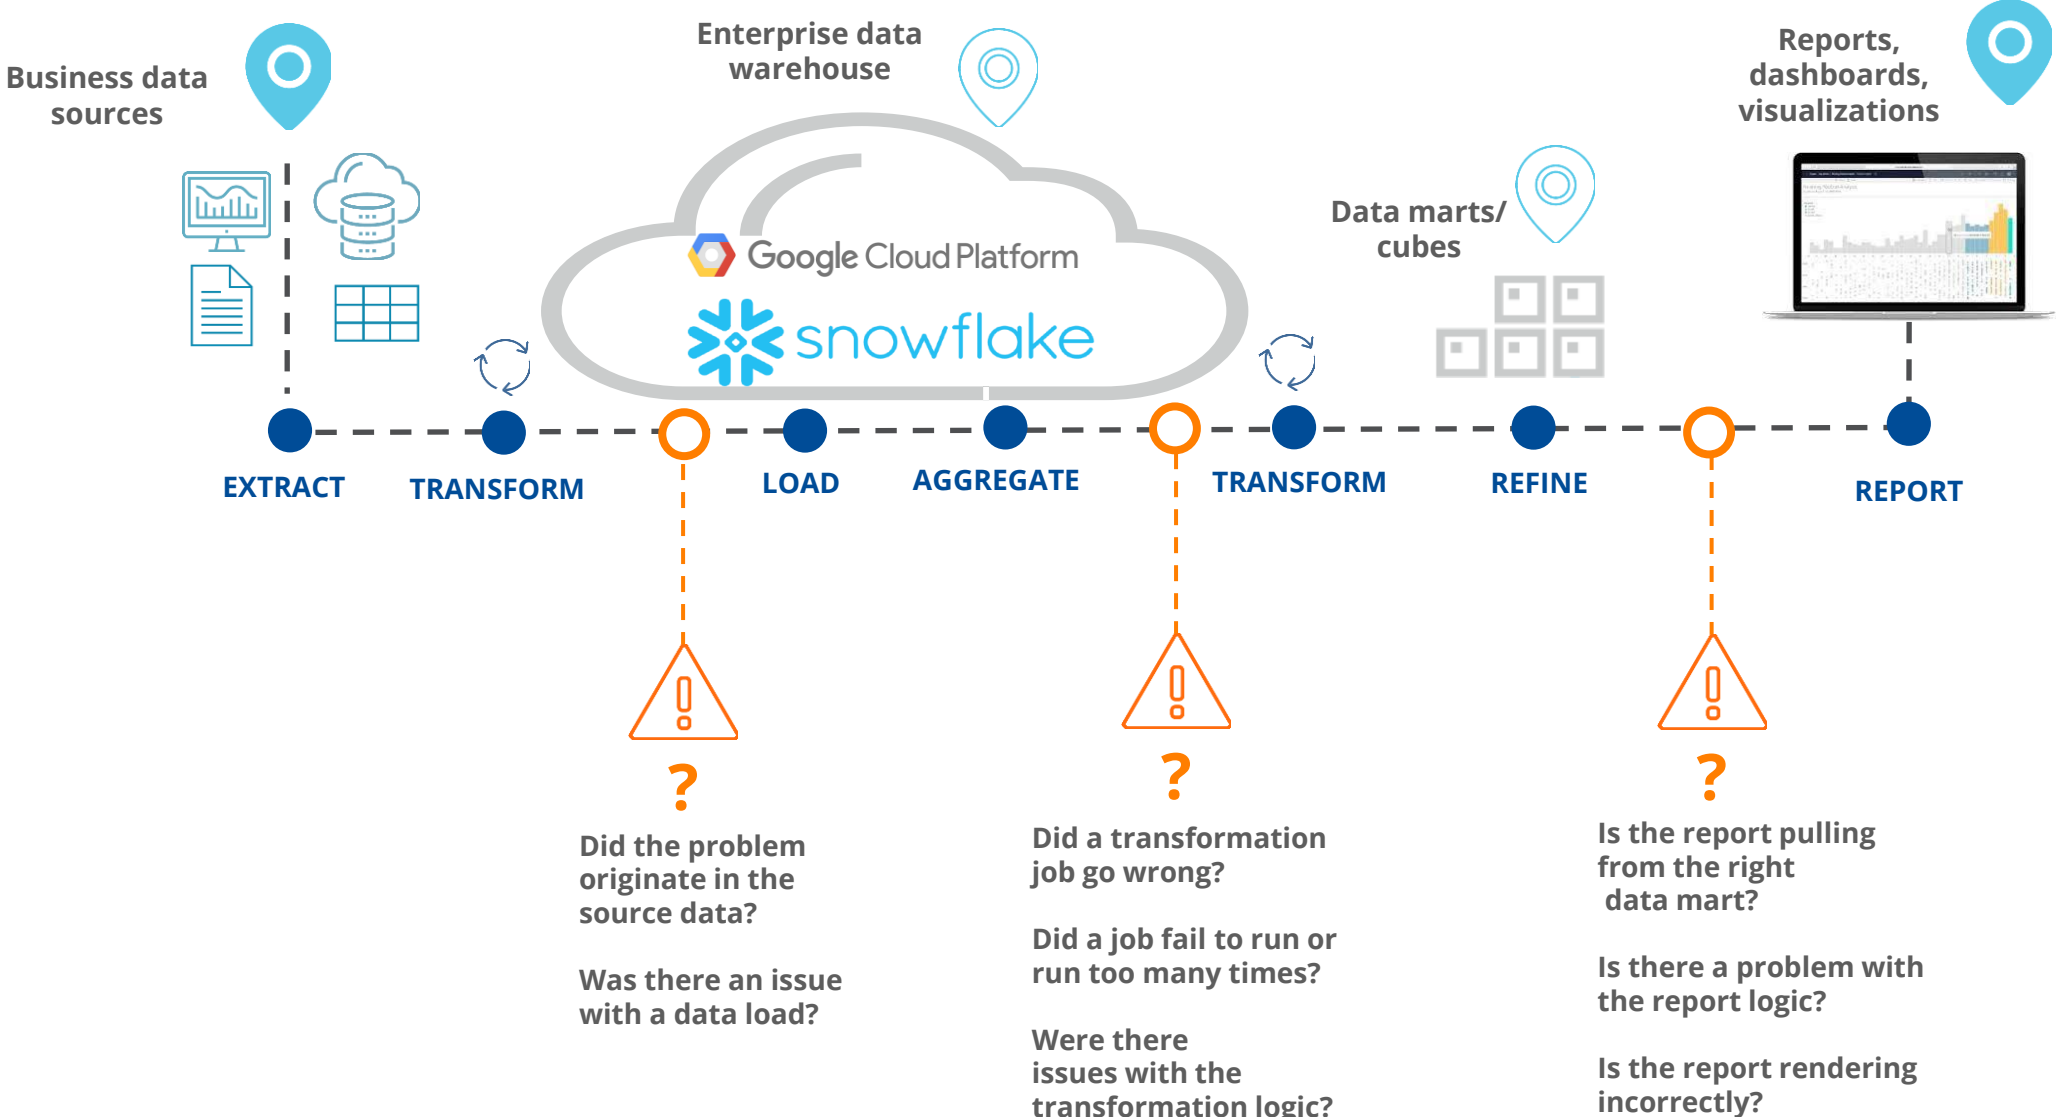 Business data
sources
Enterprise data
warehouse
Google Cloud Platform
snowflake
Data marts/
cubes
Reports,
dashboards,
visualizations
EXTRACT
TRANSFORM
LOAD
AGGREGATE
TRANSFORM
REFINE
REPORT
?
Did the problem
originate in the
source data?
Was there an issue
with a data load?
?
Did a transformation
job go wrong?
Did a job fail to run or
run too many times?
Were there
issues with the
transformation logic?
?
Is the report pulling
from the right
data mart?
Is there a problem with
the report logic?
Is the report rendering
incorrectly?